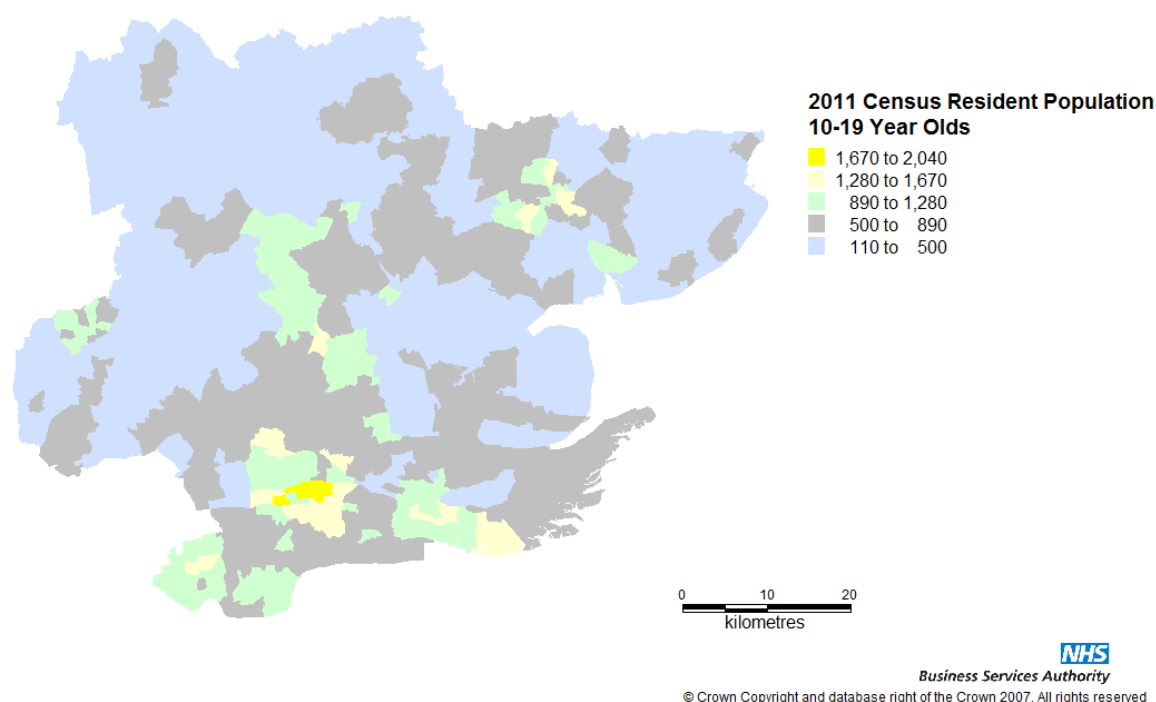 2011 Census Resident Population
10-19 Year Olds
1,670 to 2,040
1,280 to 1,670
890 to 1,280
500 to 890
110 to 500
0 10 20
kilometres
NHS
Business Services Authority
© Crown Copyright and database right of the Crown 2007. All rights reserved